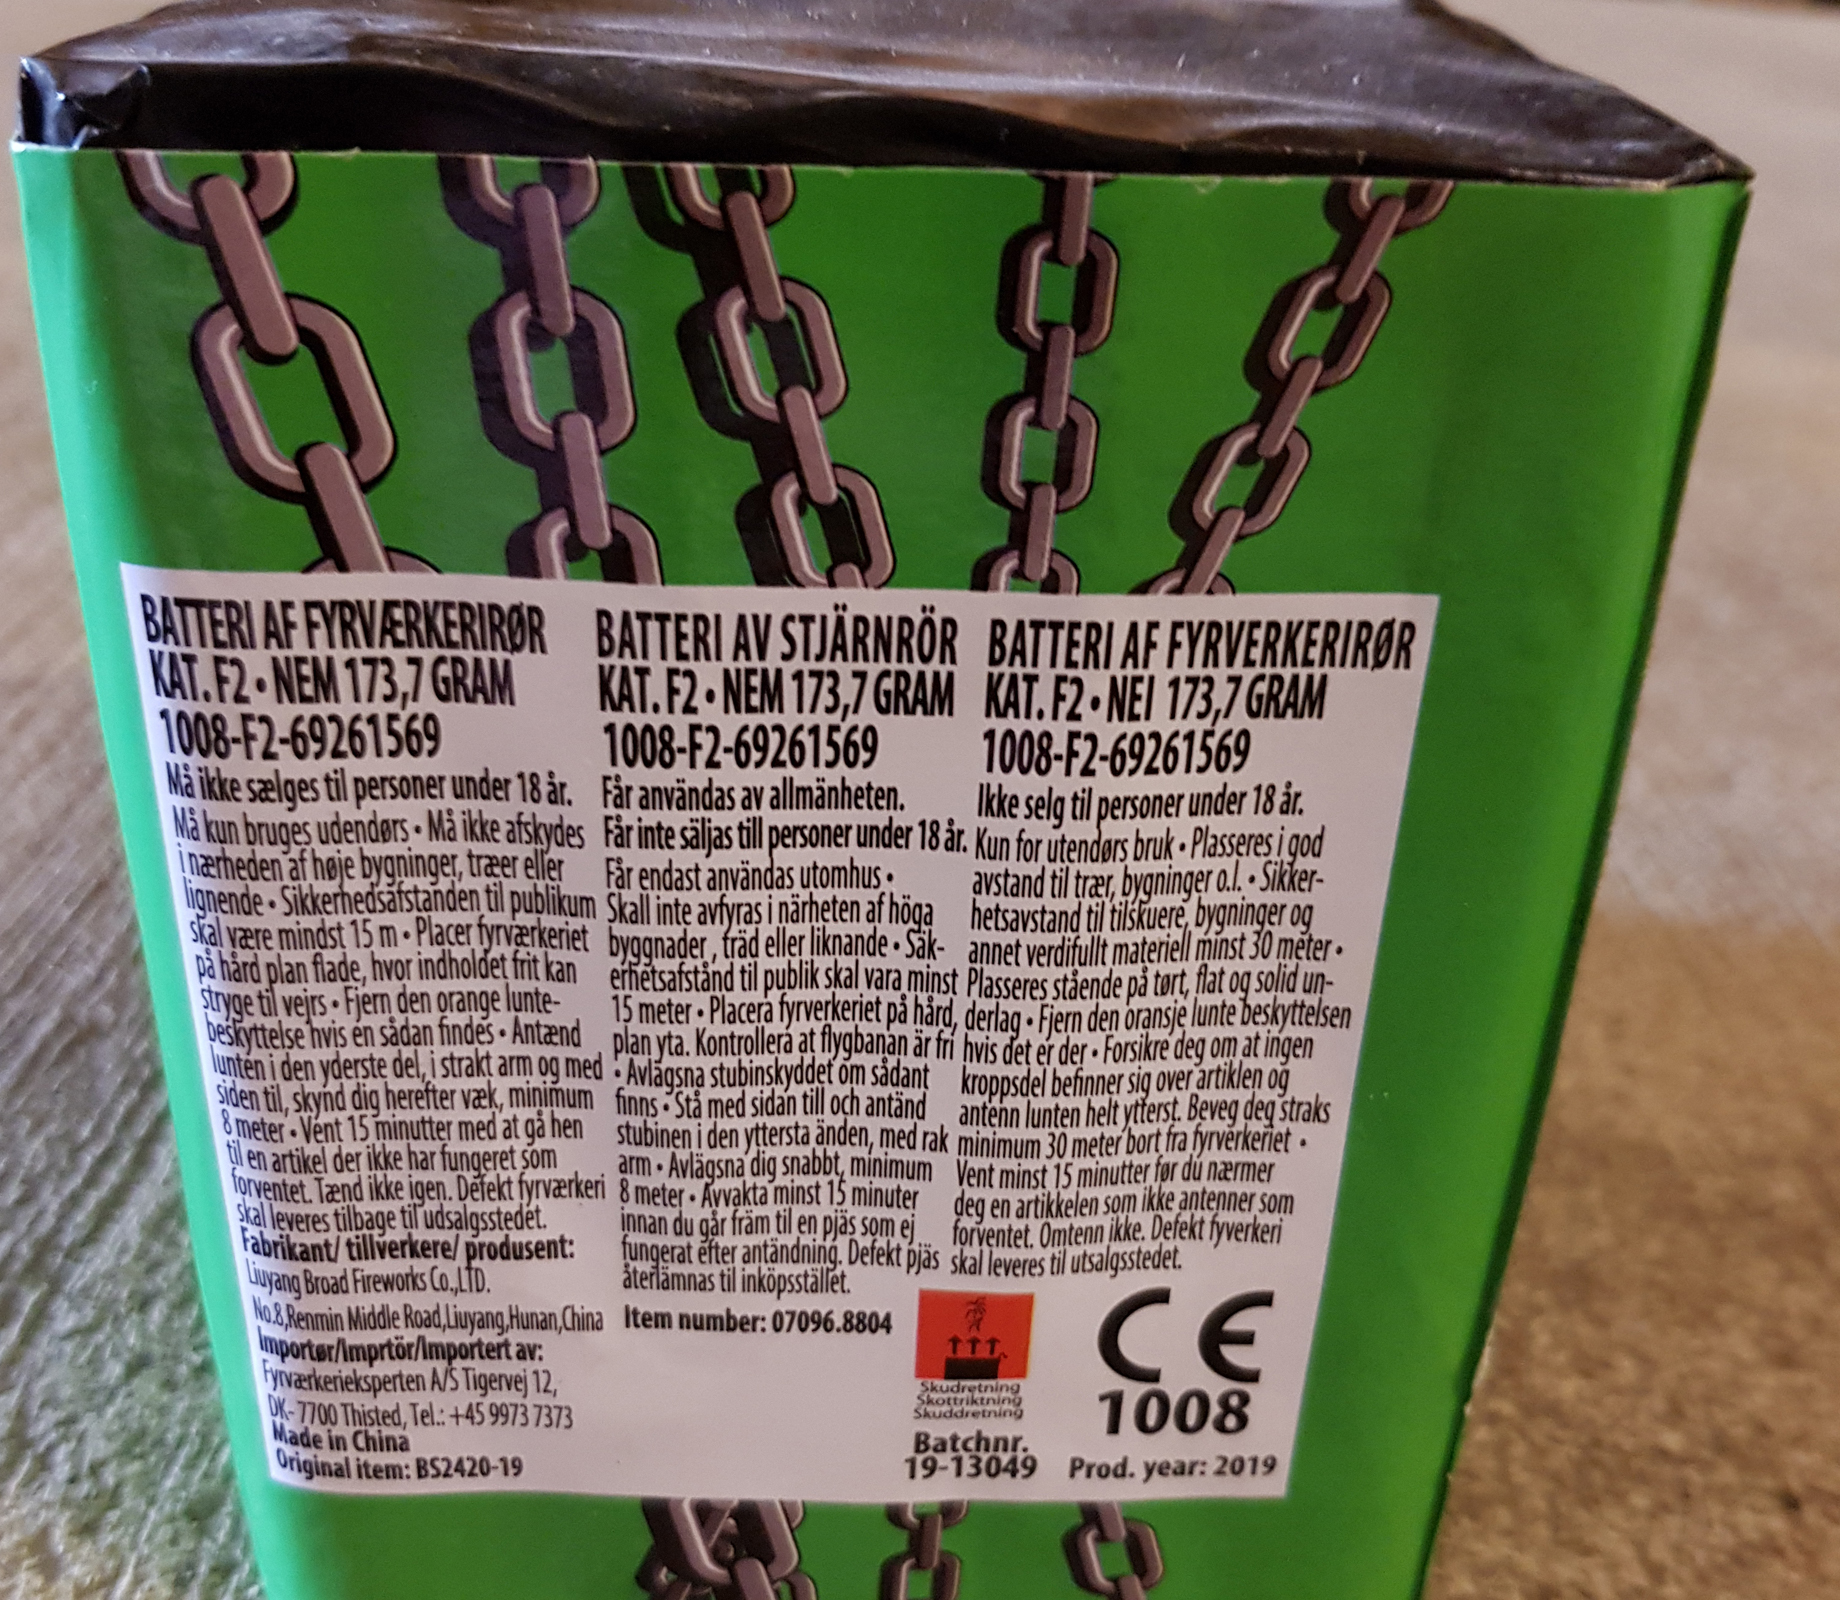 BATTERI AF FYRVÆRKERIRØR
KAT. F2 • NEM 173,7 GRAM
1008-F2-69261569
Må ikke sælges til personer under 18 år.
Må kun bruges udendørs • Må ikke afskydes
i nærheden af høje bygninger, træer eller
lignende • Sikkerhedsafstanden til publikum
skal være mindst 15 m • Placer fyrværkeriet
på hård plan flade, hvor indholdet frit kan
stryge til vejrs • Fjern den orange lunte-
beskyttelse hvis en sådan findes • Antænd
lunten i den yderste del, i strakt arm og med
siden til, skynd dig herefter væk, minimum
8 meter • Vent 15 minutter med at gå hen
til en artikel der ikke har fungeret som
forventet. Tænd ikke igen. Defekt fyrværkeri
skal leveres tilbage til udsalgsstedet.
Fabrikant/ tillverkere/ produsent:
Liuyang Broad Fireworks Co.,LTD.
No.8,Renmin Middle Road,Liuyang,Hunan,China
Importør/Imprtör/Importert av:
Fyrværkerieksperten A/S Tigervej 12,
DK- 7700 Thisted, Tel.: +45 9973 7373
Made in China
Original item: BS2420-19
BATTERI AV STJÄRNRÖR
KAT. F2 • NEM 173,7 GRAM
1008-F2-69261569
Får användas av allmänheten.
Får inte säljas till personer under 18 år.
Får endast användas utomhus •
Skall inte avfyras i närheten af höga
byggnader, träd eller liknande • Säk-
erhetsafstånd til publik skal vara minst
15 meter • Placera fyrverkeriet på hård,
plan yta. Kontrollera at flygbanan är fri
• Avlägsna stubinskyddet om sådant
finns • Stå med sidan till och antänd
stubinen i den yttersta änden, med rak
arm • Avlägsna dig snabbt, minimum
8 meter • Avvakta minst 15 minuter
innan du går främ til en pjäs som ej
fungerat efter antändning. Defekt pjäs
återlämnas til inköpsstället.
Item number: 07096.8804
BATTERI AF FYRVERKERIRØR
KAT. F2 • NEI 173,7 GRAM
1008-F2-69261569
Ikke selg til personer under 18 år.
Kun for utendørs bruk • Plasseres i god
avstand til trær, bygninger o.l. • Sikker-
hetsavstand til tilskuere, bygninger og
annet verdifullt materiell minst 30 meter •
Plasseres stående på tørt, flat og solid un-
derlag • Fjern den oransje lunte beskyttelsen
hvis det er der • Forsikre deg om at ingen
kroppsdel befinner sig over artiklen og
antenn lunten helt ytterst. Beveg deg straks
minimum 30 meter bort fra fyrverkeriet •
Vent minst 15 minutter før du nærmer
deg en artikkelen som ikke antenner som
forventet. Omtenn ikke. Defekt fyverkeri
skal leveres til utsalgsstedet.
Skudretning
Skottriktning
Skuddretning
Batchnr.
19-13049
CE
1008
Prod. year: 2019